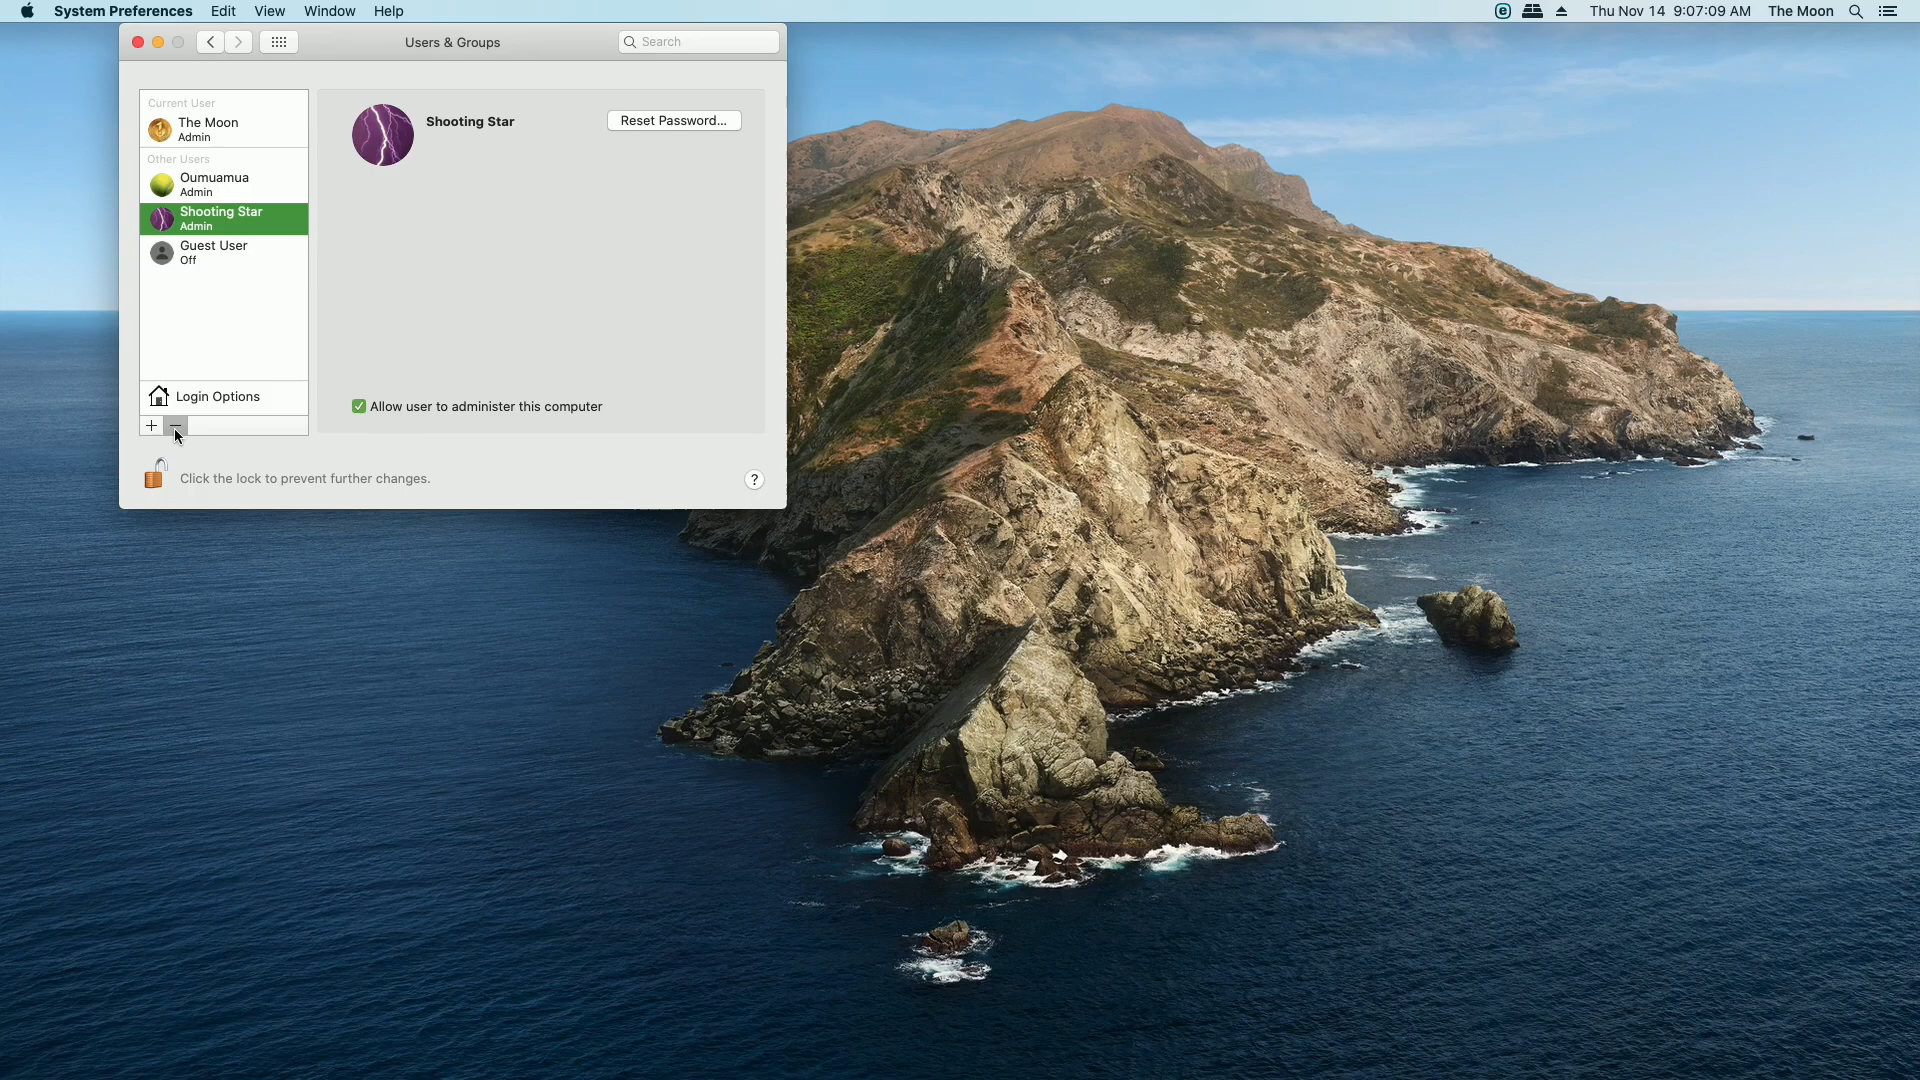 System Preferences Edit View Window Help
Thu Nov 14 9:07:09 AM The Moon
Users & Groups
Search
Current User
The Moon
Admin
Other Users
Oumuamua
Admin
Shooting Star
Admin
Guest User
Off
Login Options
+ −
Shooting Star
Reset Password...
Allow user to administer this computer
Click the lock to prevent further changes.
?